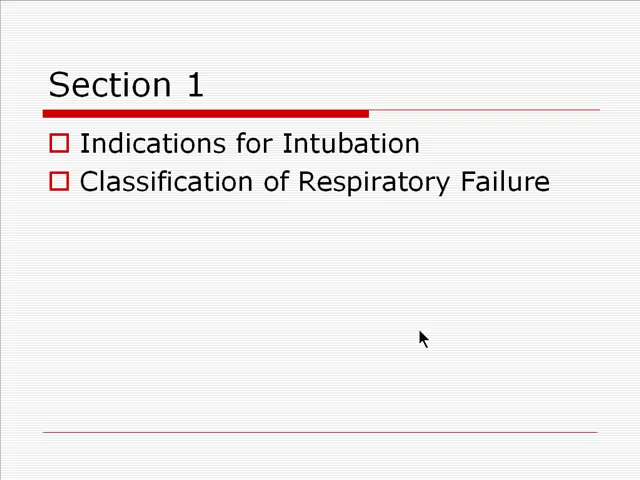 Section 1
Indications for Intubation
Classification of Respiratory Failure